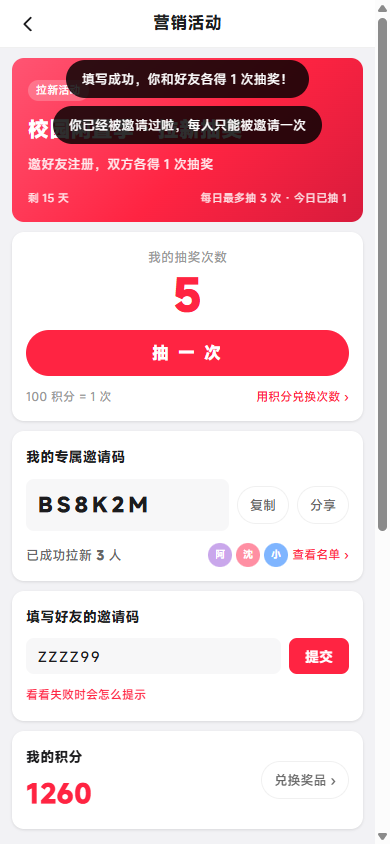 营销活动
填写成功，你和好友各得 1 次抽奖！
拉新活动
你已经被邀请过啦，每人只能被邀请一次
校
邀好友注册，双方各得 1 次抽奖
剩 15 天
每日最多抽 3 次 · 今日已抽 1
我的抽奖次数
5
抽 一 次
100 积分 = 1 次
用积分兑换次数 ›
我的专属邀请码
BS8K2M
复制
分享
已成功拉新 3 人
阿
沈
小
查看名单 ›
填写好友的邀请码
ZZZZ99
提交
看看失败时会怎么提示
我的积分
1260
兑换奖品 ›